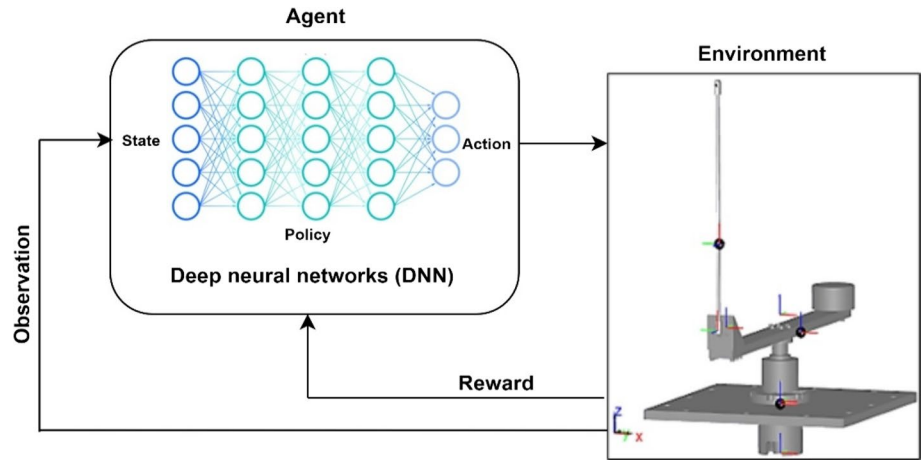 Agent
Environment
State
Action
Policy
Deep neural networks (DNN)
Observation
Reward
Z
Y
X